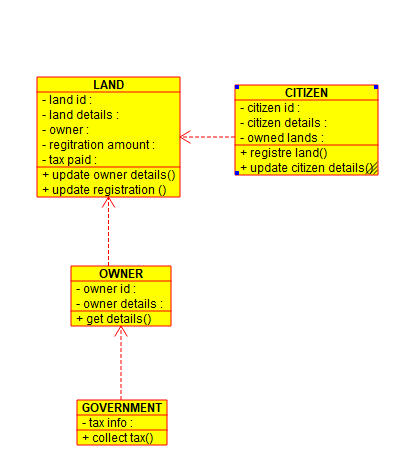 LAND
- land id :
- land details :
- owner :
- regitration amount :
- tax paid :
+ update owner details()
+ update registration ()
CITIZEN
- citizen id :
- citizen details :
- owned lands :
+ registre land()
+ update citizen details()
OWNER
- owner id :
- owner details :
+ get details()
GOVERNMENT
- tax info :
+ collect tax()